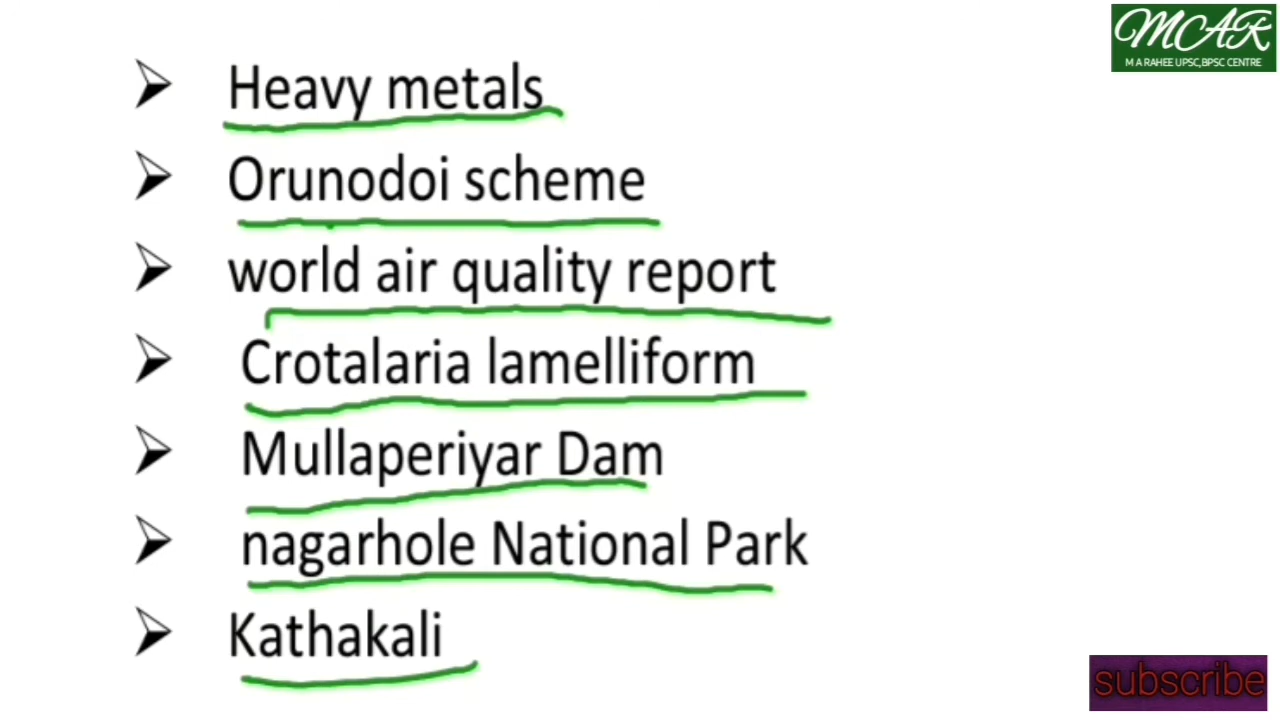 MCAR
M A RAHEE UPSC,BPSC CENTRE
Heavy metals
Orunodoi scheme
world air quality report
Crotalaria lamelliform
Mullaperiyar Dam
nagarhole National Park
Kathakali
subscribe